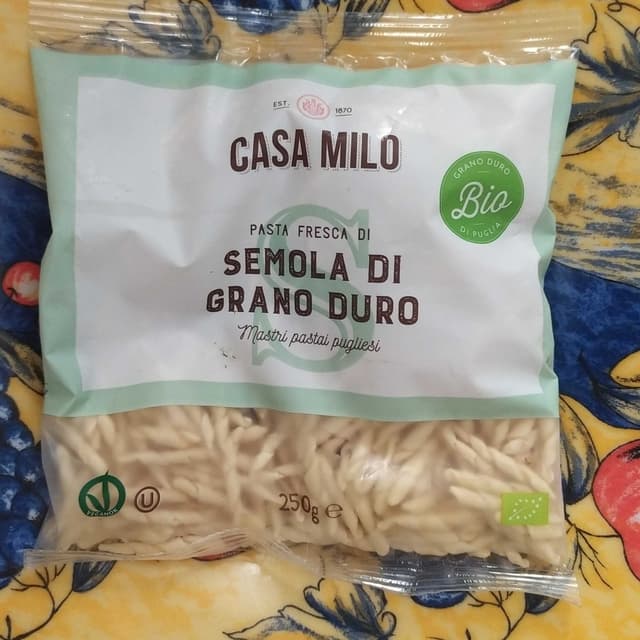 EST. 1870
CASA MILO
GRANO DURO
Bio
DI PUGLIA
PASTA FRESCA DI
SEMOLA DI
GRANO DURO
Mastri pastai pugliesi
S
U
250g e